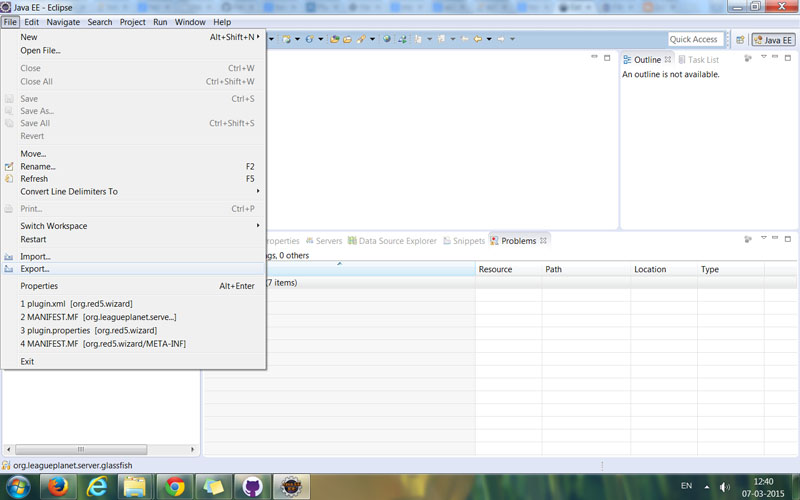 Java EE - Eclipse
File Edit Navigate Search Project Run Window Help
New Alt+Shift+N
Open File...
Close Ctrl+W
Close All Ctrl+Shift+W
Save Ctrl+S
Save As...
Save All Ctrl+Shift+S
Revert
Move...
Rename... F2
Refresh F5
Convert Line Delimiters To
Print... Ctrl+P
Switch Workspace
Restart
Import...
Export...
Properties Alt+Enter
1 plugin.xml [org.red5.wizard]
2 MANIFEST.MF [org.leagueplanet.serve...]
3 plugin.properties [org.red5.wizard]
4 MANIFEST.MF [org.red5.wizard/META-INF]
Exit
Quick Access Java EE
Outline Task List
An outline is not available.
roperties Servers Data Source Explorer Snippets Problems
gs, 0 others
Resource Path Location Type
(7 items)
org.leagueplanet.server.glassfish
EN 12:40
07-03-2015